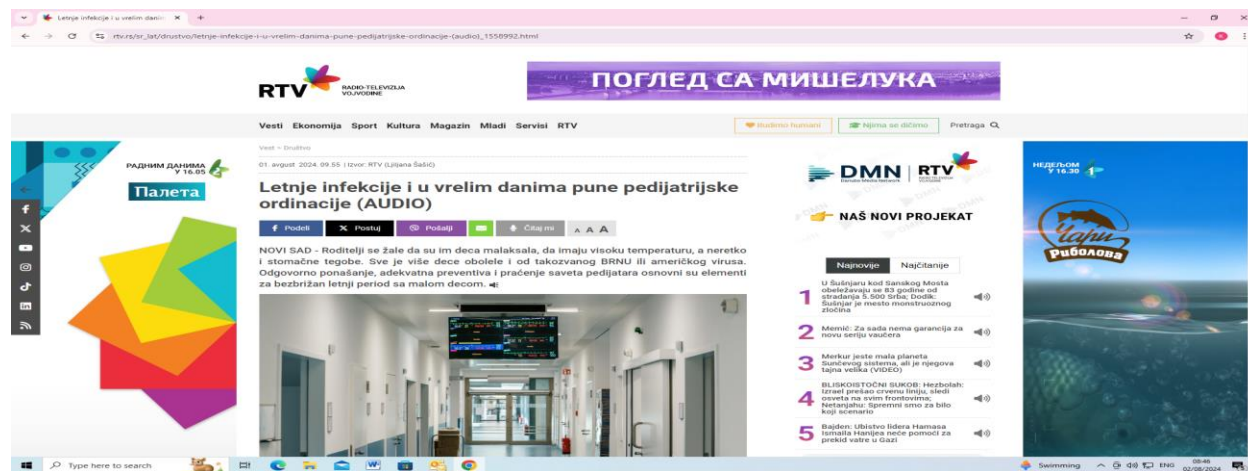 Letnje infekcije i u vrelim danim
rtv.rs/sr_lat/drustvo/letnje-infekcije-i-u-vrelim-danima-pune-pedijatrijske-ordinacije-(audio)_1558992.html
RTV RADIO-TELEVIZIJA
VOJVODINE
ПОГЛЕД СА МИШЕЛУКА
Vesti Ekonomija Sport Kultura Magazin Mladi Servisi RTV
Budimo humani Njima se dičimo Pretraga
РАДНИМ ДАНИМА
У 16.05 2
Палета
Vest > Društvo
01. avgust 2024. 09.55 | Izvor: RTV (Ljiljana Šašić)
Letnje infekcije i u vrelim danima pune pedijatrijske
ordinacije (AUDIO)
Podeli Postuj Pošalji Čitaj mi A A A
NOVI SAD - Roditelji se žale da su im deca malaksala, da imaju visoku temperaturu, a neretko
i stomačne tegobe. Sve je više dece obolele i od takozvanog BRNU ili američkog virusa.
Odgovorno ponašanje, adekvatna preventiva i praćenje saveta pedijatara osnovni su elementi
za bezbrižan letnji period sa malom decom.
DMN | RTV
Danube Media Network
NAŠ NOVI PROJEKAT
Najnovije Najčitanije
1 U Šušnjaru kod Sanskog Mosta
obeležavaju se 83 godine od
stradanja 5.500 Srba; Dodik:
Šušnjar je mesto monstruoznog
zločina
2 Memić: Za sada nema garancija za
novu seriju vaučera
3 Merkur jeste mala planeta
Sunčevog sistema, ali je njegova
tajna velika (VIDEO)
4 BLISKOISTOČNI SUKOB: Hezbolah:
Izrael prešao crvenu liniju, sledi
osveta na svim frontovima;
Netanjahu: Spremni smo za bilo
koji scenario
5 Bajden: Ubistvo lidera Hamasa
Ismaila Hanijea neće pomoći za
prekid vatre u Gazi
НЕДЕЉОМ
У 16.30 1
Чари
Риболова
Type here to search
Swimming
ENG
08:46
02/08/2024